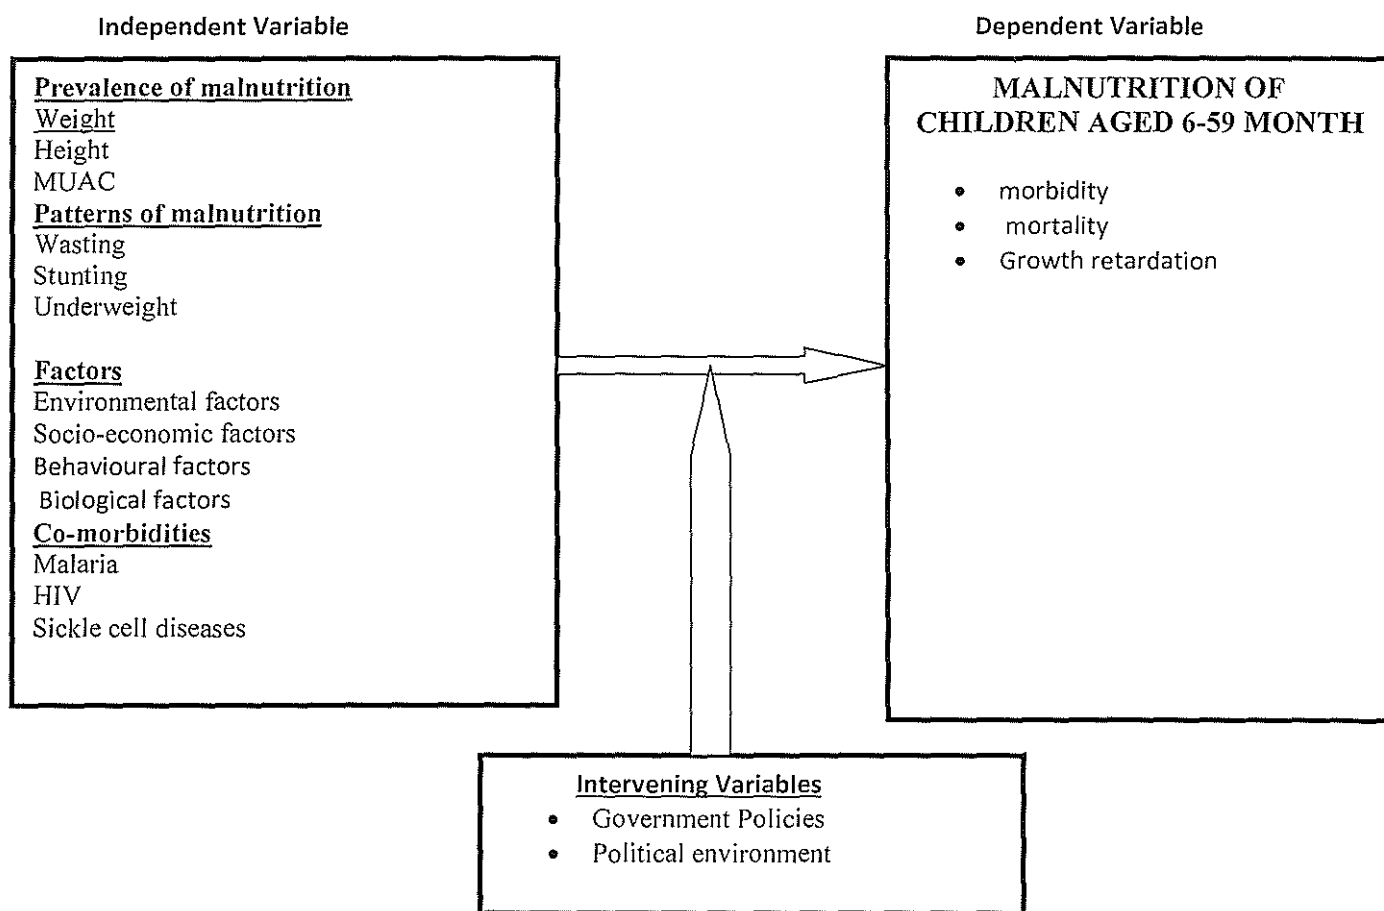 Independent Variable
Dependent Variable
Prevalence of malnutrition
Weight
Height
MUAC
Patterns of malnutrition
Wasting
Stunting
Underweight
Factors
Environmental factors
Socio-economic factors
Behavioural factors
Biological factors
Co-morbidities
Malaria
HIV
Sickle cell diseases
MALNUTRITION OF
CHILDREN AGED 6-59 MONTH
• morbidity
• mortality
• Growth retardation
Intervening Variables
• Government Policies
• Political environment